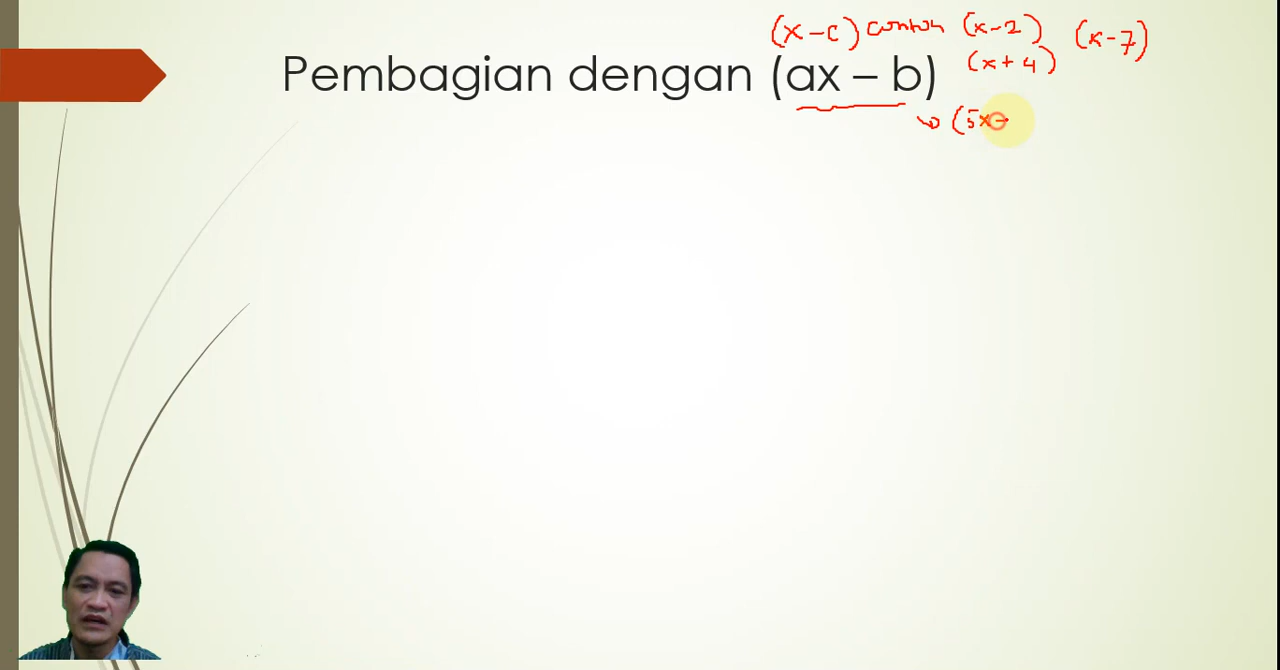 (x-c) contoh (x-2) (x-7)
Pembagian dengan (ax – b) (x+4)
(5x-